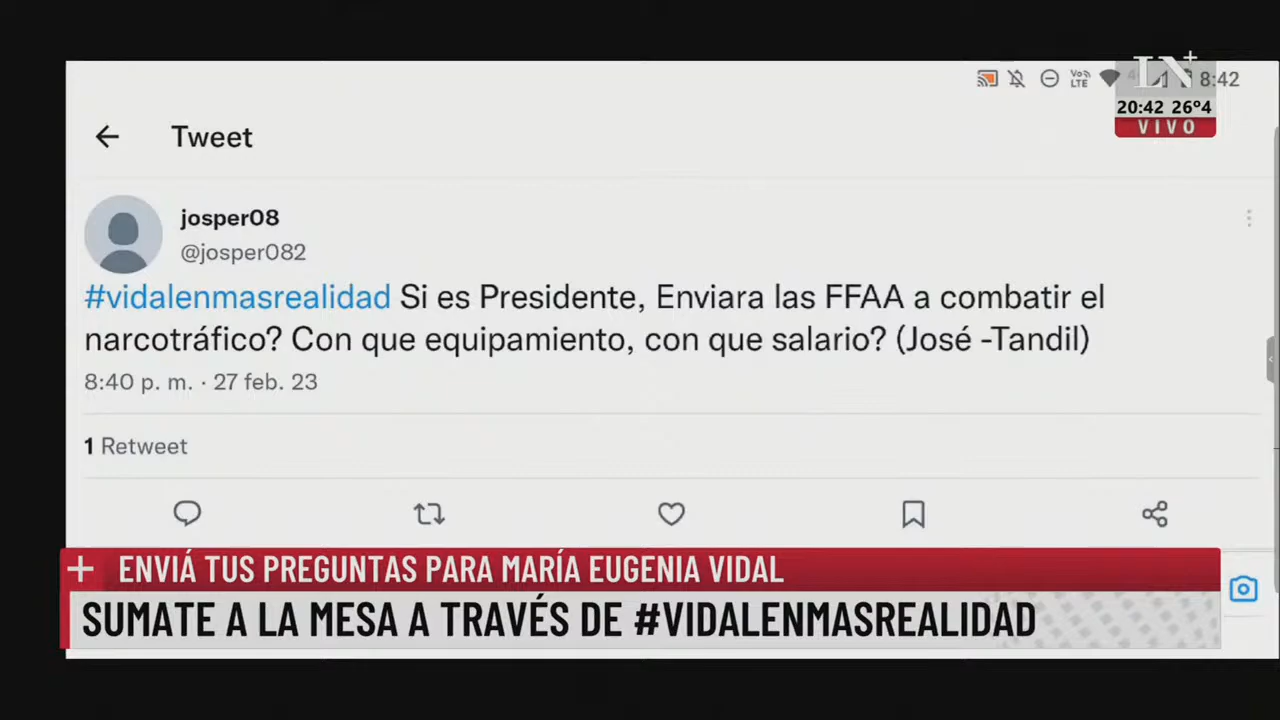 8:42
LN+
20:42 26°4
VIVO
Tweet
josper08
@josper082
#vidalenmasrealidad Si es Presidente, Enviara las FFAA a combatir el
narcotráfico? Con que equipamiento, con que salario? (José -Tandil)
8:40 p. m. · 27 feb. 23
1 Retweet
+ ENVIÁ TUS PREGUNTAS PARA MARÍA EUGENIA VIDAL
SUMATE A LA MESA A TRAVÉS DE #VIDALENMASREALIDAD